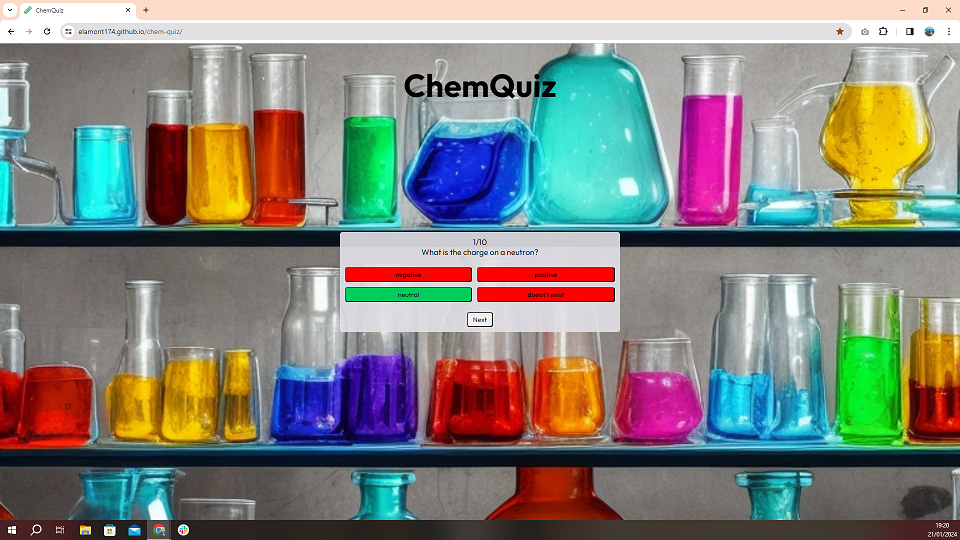 ChemQuiz
elamont174.github.io/chem-quiz/
ChemQuiz
1/10
What is the charge on a neutron?
negative
positive
neutral
doesn't exist
Next
19:20
21/01/2024